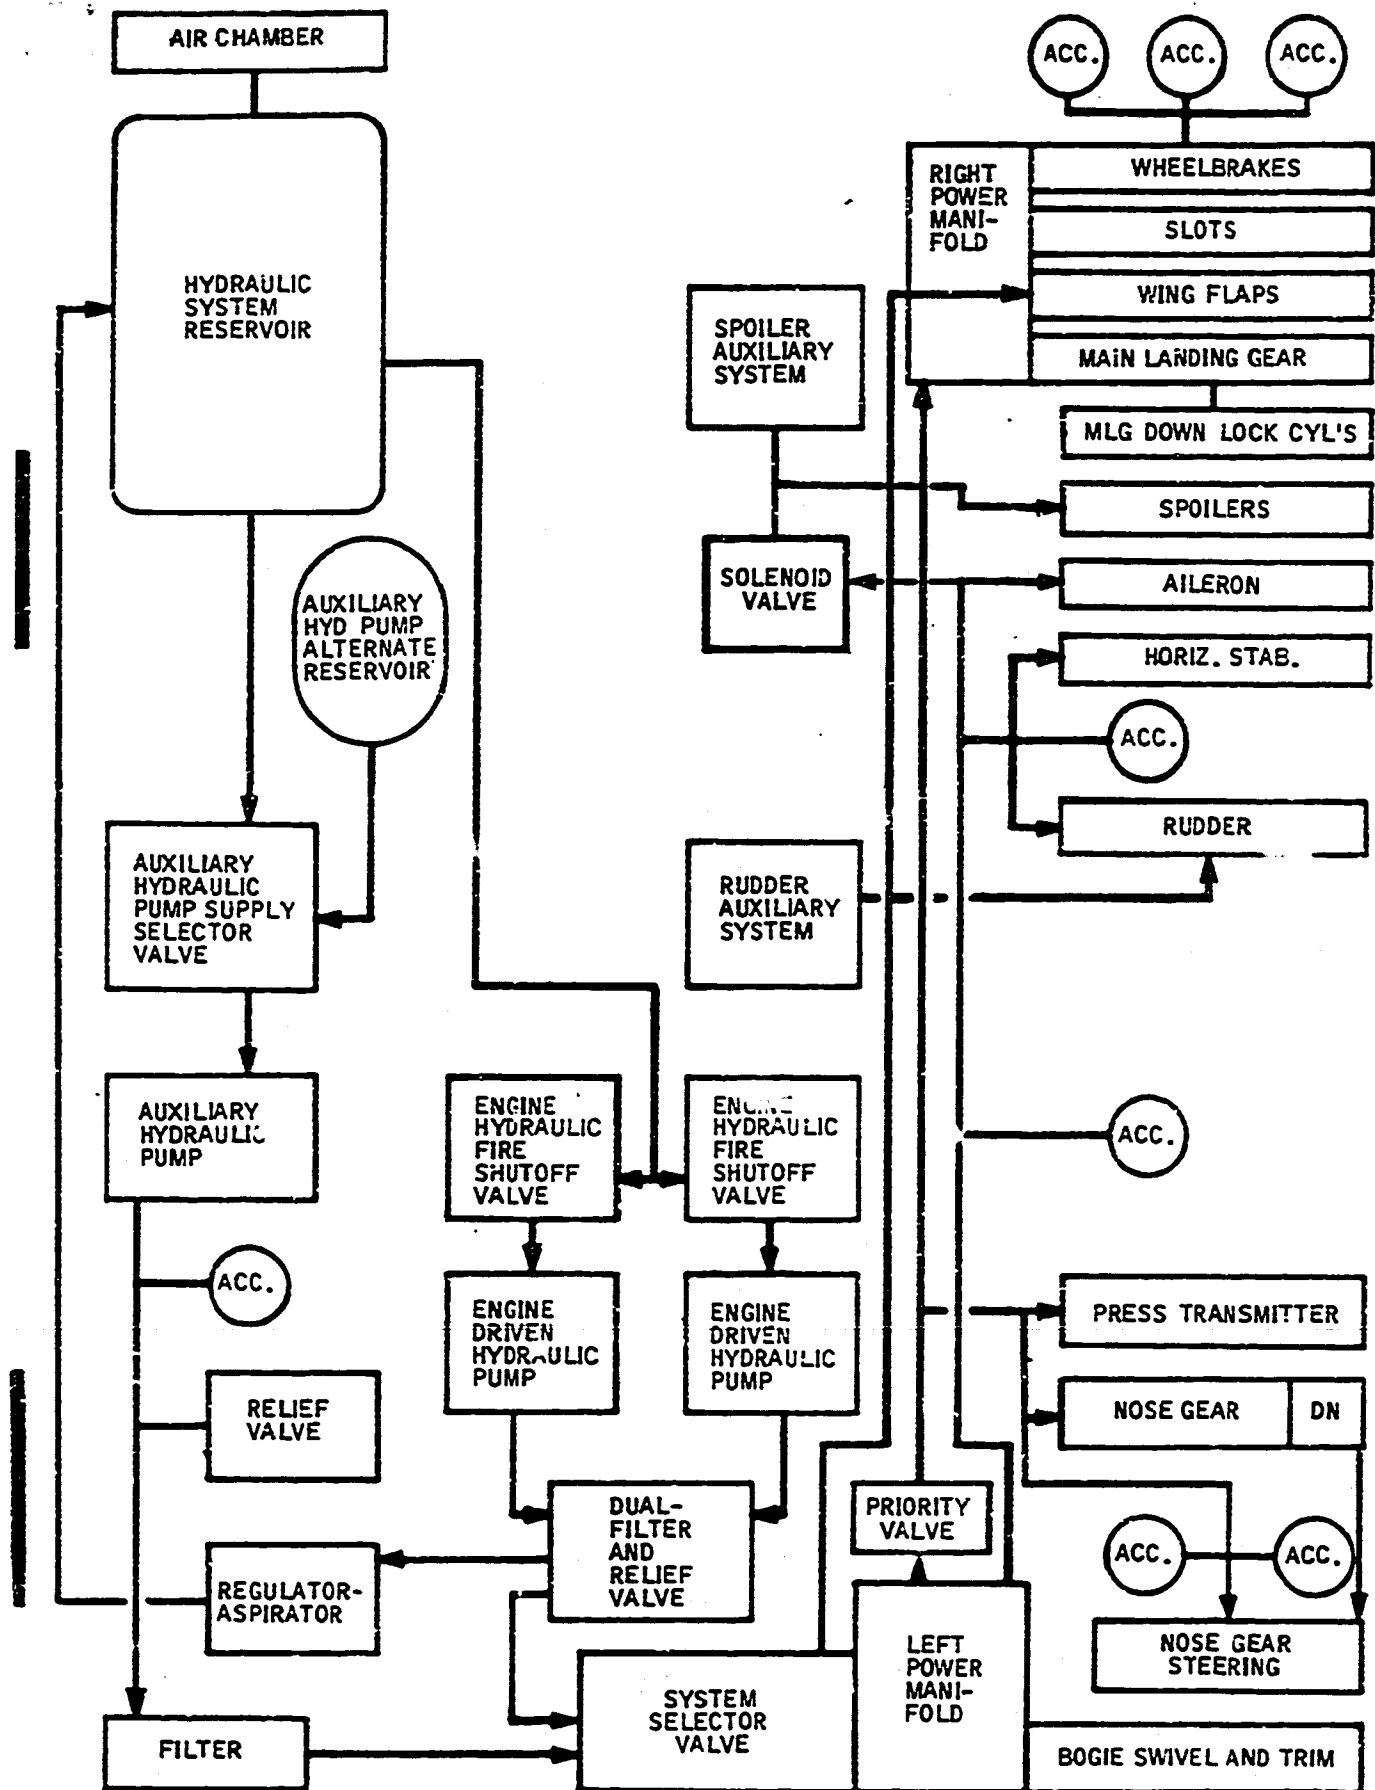 AIR CHAMBER
ACC.
ACC.
ACC.
RIGHT
POWER
MANI-
FOLD
WHEELBRAKES
SLOTS
WING FLAPS
MAIN LANDING GEAR
MLG DOWN LOCK CYL'S
HYDRAULIC
SYSTEM
RESERVOIR
SPOILER
AUXILIARY
SYSTEM
SPOILERS
SOLENOID
VALVE
AILERON
AUXILIARY
HYD PUMP
ALTERNATE
RESERVOIR
HORIZ. STAB.
ACC.
RUDDER
AUXILIARY
HYDRAULIC
PUMP SUPPLY
SELECTOR
VALVE
RUDDER
AUXILIARY
SYSTEM
AUXILIARY
HYDRAULIC
PUMP
ENGINE
HYDRAULIC
FIRE
SHUTOFF
VALVE
ENGINE
HYDRAULIC
FIRE
SHUTOFF
VALVE
ACC.
ACC.
ENGINE
DRIVEN
HYDRAULIC
PUMP
ENGINE
DRIVEN
HYDRAULIC
PUMP
PRESS TRANSMITTER
RELIEF
VALVE
NOSE GEAR
DN
DUAL-
FILTER
AND
RELIEF
VALVE
PRIORITY
VALVE
ACC.
ACC.
REGULATOR-
ASPIRATOR
LEFT
POWER
MANI-
FOLD
NOSE GEAR
STEERING
SYSTEM
SELECTOR
VALVE
FILTER
BOGIE SWIVEL AND TRIM